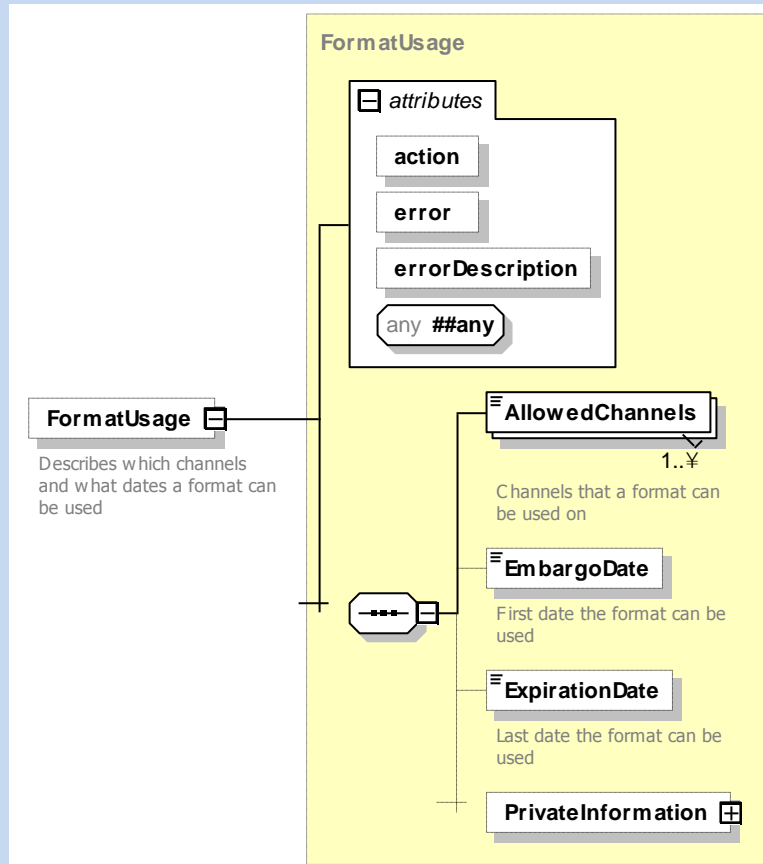 FormatUsage
attributes
action
error
errorDescription
any ##any
FormatUsage
Describes which channels
and what dates a format can
be used
AllowedChannels
1..¥
Channels that a format can
be used on
EmbargoDate
First date the format can be
used
ExpirationDate
Last date the format can be
used
PrivateInformation